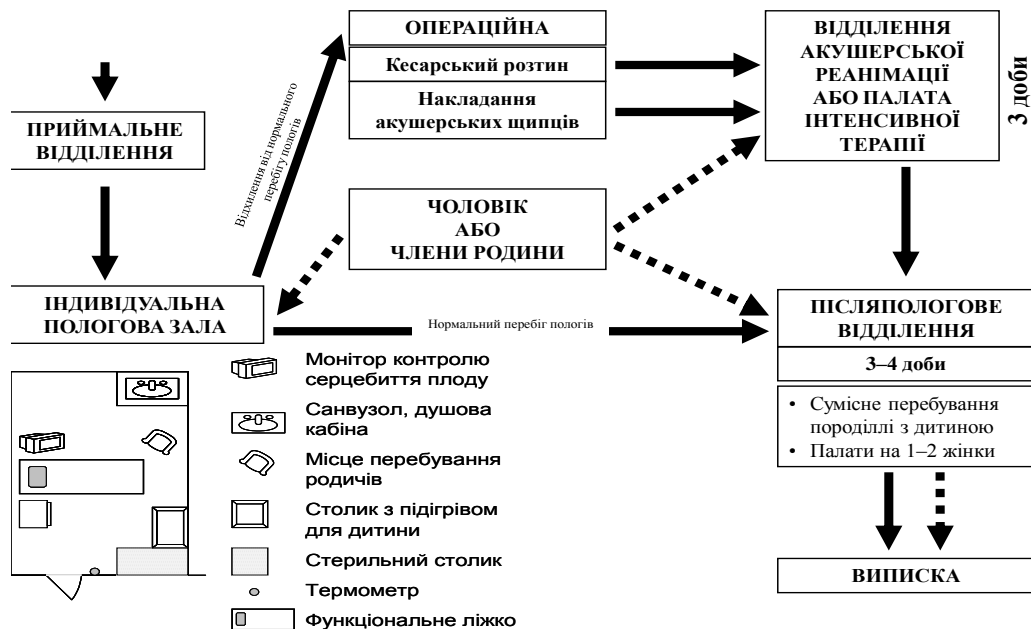 ОПЕРАЦІЙНА
Кесарський розтин
Накладання
акушерських щипців
ВІДДІЛЕННЯ
АКУШЕРСЬКОЇ
РЕАНІМАЦІЇ
АБО ПАЛАТА
ІНТЕНСИВНОЇ
ТЕРАПІЇ
3 доби
ПРИЙМАЛЬНЕ
ВІДДІЛЕННЯ
Відхилення від нормального
перебігу пологів
ЧОЛОВІК
АБО
ЧЛЕНИ РОДИНИ
ІНДИВІДУАЛЬНА
ПОЛОГОВА ЗАЛА
Нормальний перебіг пологів
ПІСЛЯПОЛОГОВЕ
ВІДДІЛЕННЯ
3–4 доби
• Сумісне перебування
породіллі з дитиною
• Палати на 1–2 жінки
ВИПИСКА
Монітор контролю
серцебиття плоду
Санвузол, душова
кабіна
Місце перебування
родичів
Столик з підігрівом
для дитини
Стерильний столик
Термометр
Функціональне ліжко